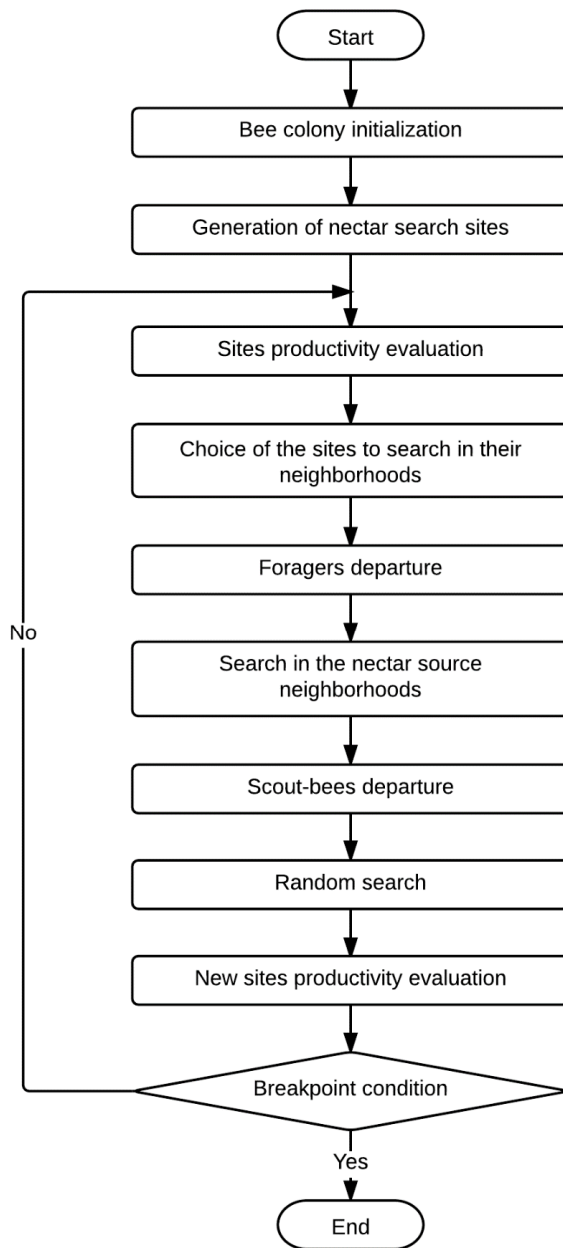 Start
Bee colony initialization
Generation of nectar search sites
Sites productivity evaluation
Choice of the sites to search in their
neighborhoods
Foragers departure
No
Search in the nectar source
neighborhoods
Scout-bees departure
Random search
New sites productivity evaluation
Breakpoint condition
Yes
End